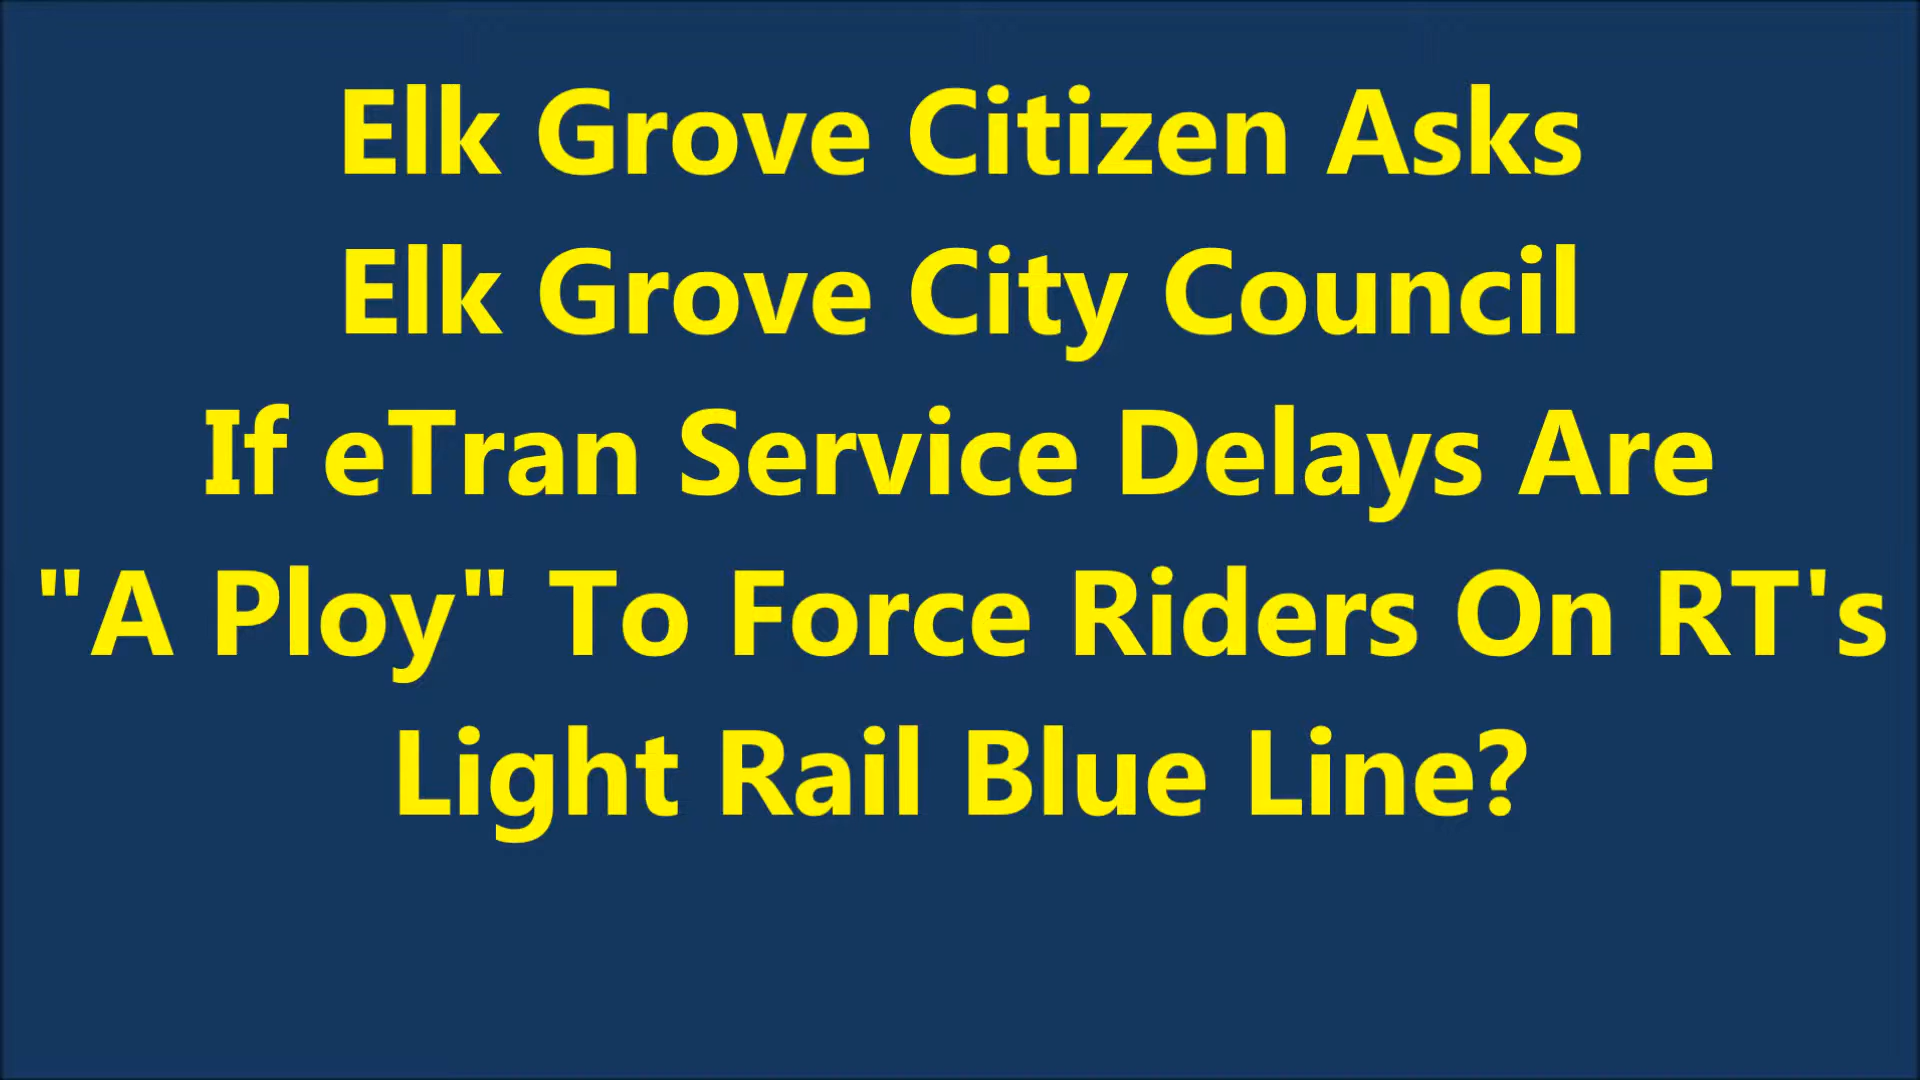 Elk Grove Citizen Asks
Elk Grove City Council
If eTran Service Delays Are
"A Ploy" To Force Riders On RT's
Light Rail Blue Line?